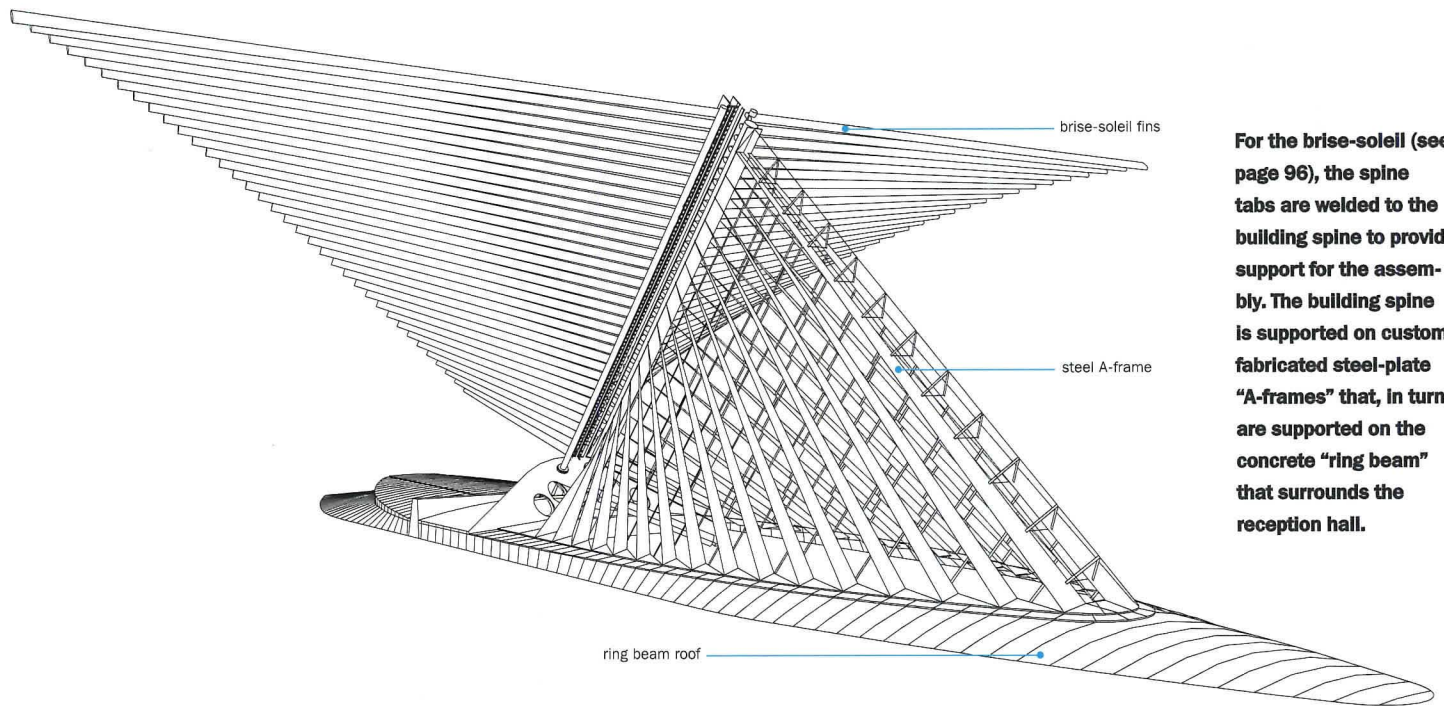 brise-soleil fins
steel A-frame
ring beam roof
For the brise-soleil (see
page 96), the spine
tabs are welded to the
building spine to provid
support for the assem-
bly. The building spine
is supported on custom
fabricated steel-plate
“A-frames” that, in turn
are supported on the
concrete “ring beam”
that surrounds the
reception hall.